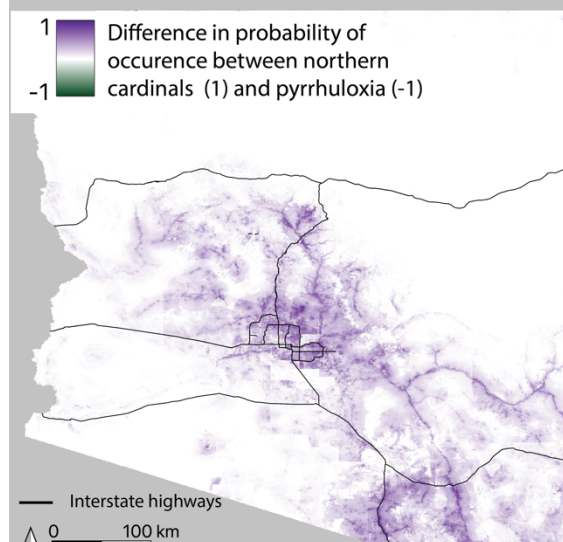 1
-1
Difference in probability of
occurence between northern
cardinals (1) and pyrrhuloxia (-1)
Interstate highways
0 100 km